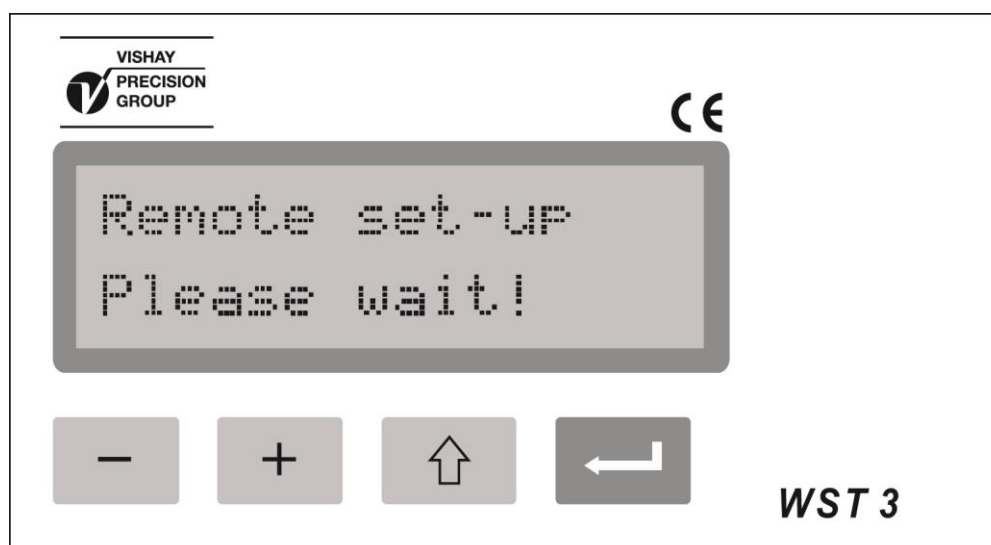 VISHAY
PRECISION
GROUP
CE
Remote set-up
Please wait!
- +
WST 3